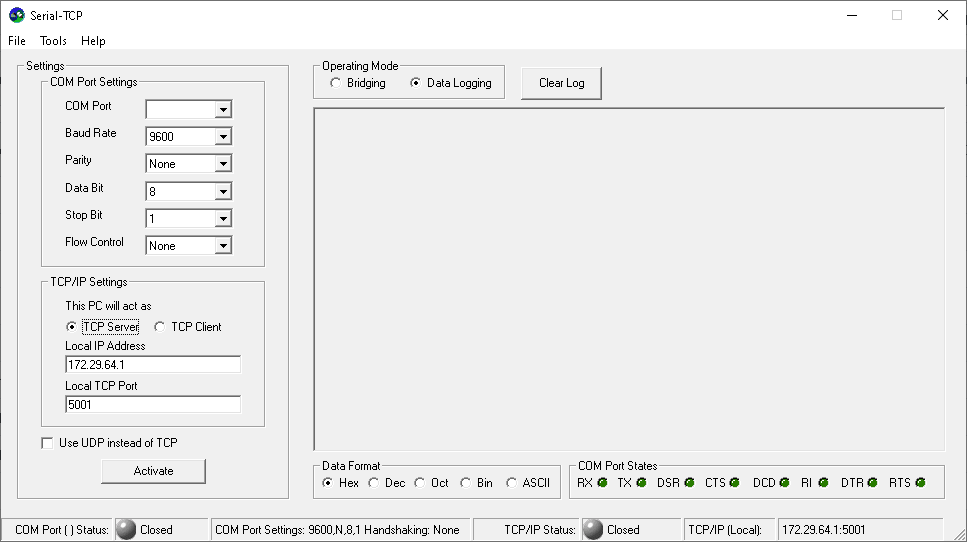 Serial-TCP
File Tools Help
Settings
COM Port Settings
COM Port
Baud Rate 9600
Parity None
Data Bit 8
Stop Bit 1
Flow Control None
TCP/IP Settings
This PC will act as
TCP Server TCP Client
Local IP Address
172.29.64.1
Local TCP Port
5001
Use UDP instead of TCP
Activate
Operating Mode
Bridging Data Logging
Clear Log
Data Format
Hex Dec Oct Bin ASCII
COM Port States
RX TX DSR CTS DCD RI DTR RTS
COM Port ( ) Status: Closed COM Port Settings: 9600,N,8,1 Handshaking: None TCP/IP Status: Closed TCP/IP (Local): 172.29.64.1:5001